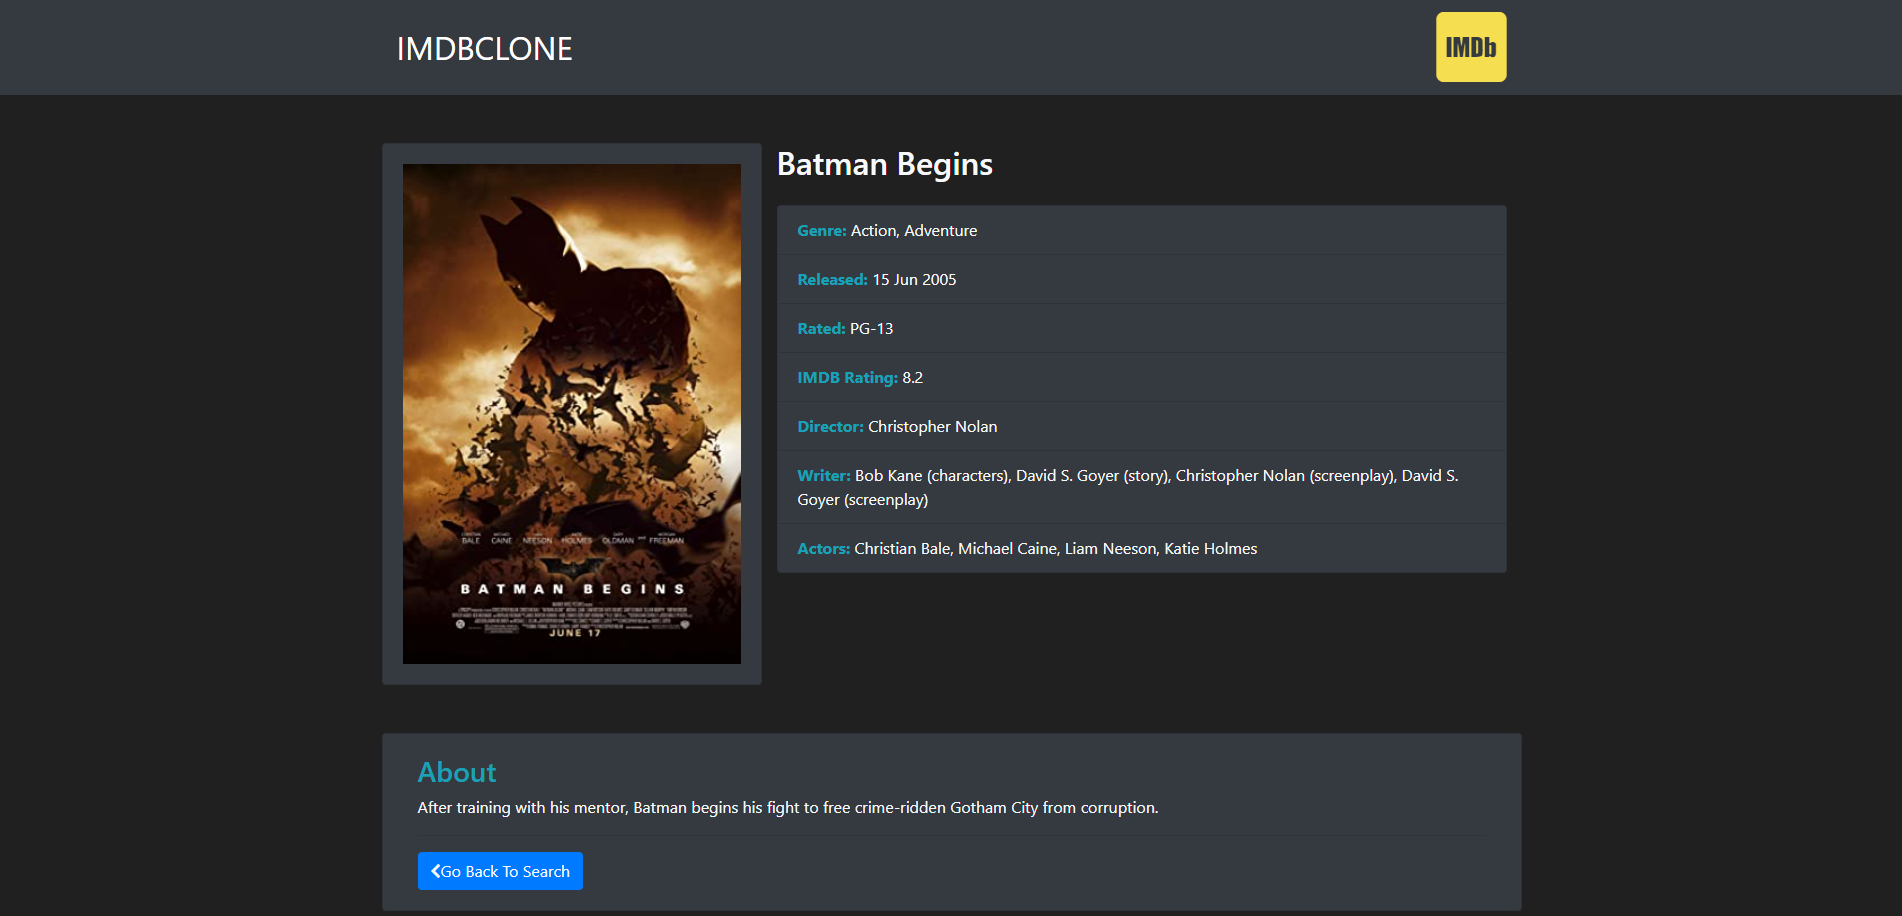 IMDBCLONE
IMDb
Batman Begins
Genre: Action, Adventure
Released: 15 Jun 2005
Rated: PG-13
IMDB Rating: 8.2
Director: Christopher Nolan
Writer: Bob Kane (characters), David S. Goyer (story), Christopher Nolan (screenplay), David S.
Goyer (screenplay)
Actors: Christian Bale, Michael Caine, Liam Neeson, Katie Holmes
BALE CAINE NEESON HOLMES OLDMAN AND FREEMAN
BATMAN BEGINS
JUNE 17
About
After training with his mentor, Batman begins his fight to free crime-ridden Gotham City from corruption.
Go Back To Search